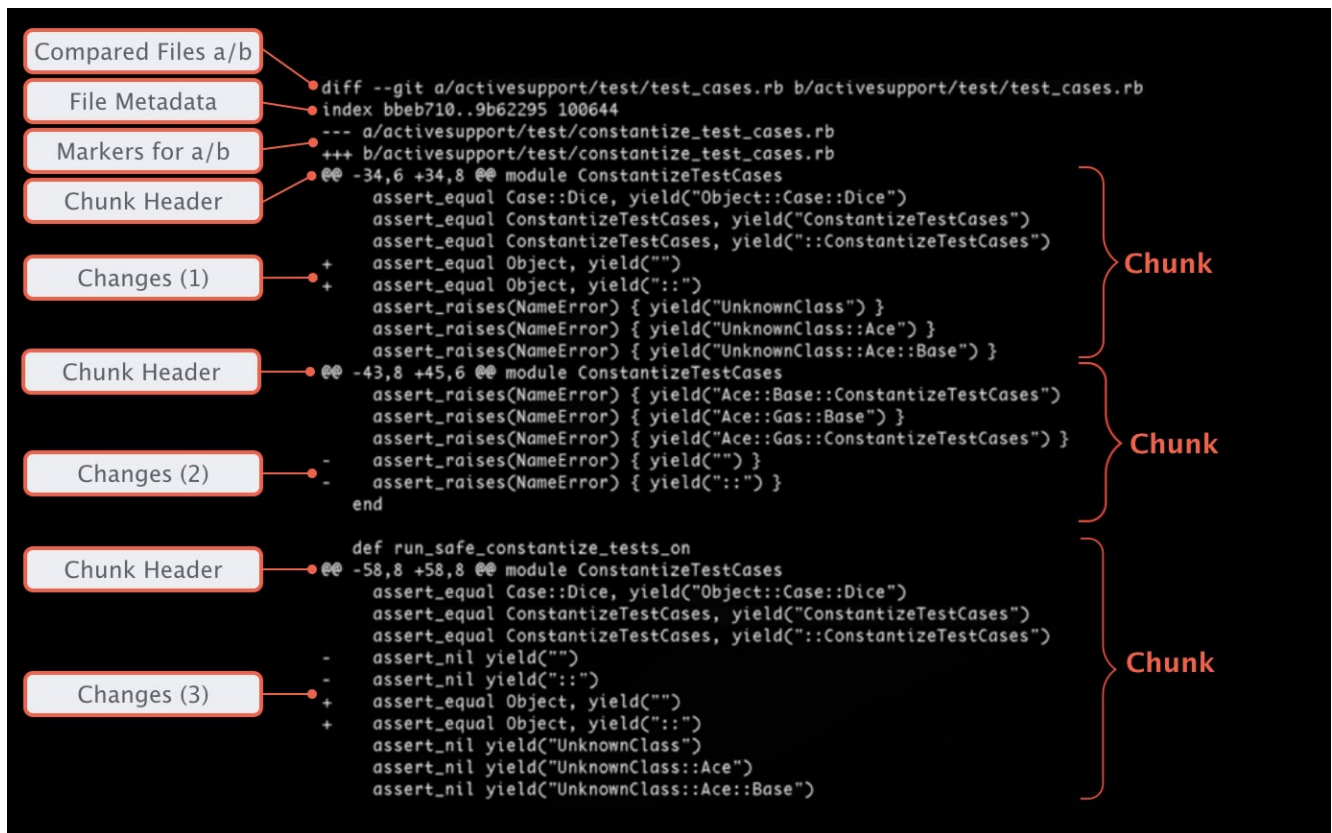 Compared Files a/b
File Metadata
Markers for a/b
Chunk Header
Changes (1)
Chunk Header
Changes (2)
Chunk Header
Changes (3)
diff --git a/activesupport/test/test_cases.rb b/activesupport/test/test_cases.rb
index bbeb710..9b62295 100644
--- a/activesupport/test/constantize_test_cases.rb
+++ b/activesupport/test/constantize_test_cases.rb
@@ -34,6 +34,8 @@ module ConstantizeTestCases
     assert_equal Case::Dice, yield("Object::Case::Dice")
     assert_equal ConstantizeTestCases, yield("ConstantizeTestCases")
     assert_equal ConstantizeTestCases, yield("::ConstantizeTestCases")
+    assert_equal Object, yield("")
+    assert_equal Object, yield("::")
     assert_raises(NameError) { yield("UnknownClass") }
     assert_raises(NameError) { yield("UnknownClass::Ace") }
     assert_raises(NameError) { yield("UnknownClass::Ace::Base") }
@@ -43,8 +45,6 @@ module ConstantizeTestCases
     assert_raises(NameError) { yield("Ace::Base::ConstantizeTestCases")
     assert_raises(NameError) { yield("Ace::Gas::Base") }
     assert_raises(NameError) { yield("Ace::Gas::ConstantizeTestCases") }
-    assert_raises(NameError) { yield("") }
-    assert_raises(NameError) { yield("::") }
   end
   def run_safe_constantize_tests_on
@@ -58,8 +58,8 @@ module ConstantizeTestCases
     assert_equal Case::Dice, yield("Object::Case::Dice")
     assert_equal ConstantizeTestCases, yield("ConstantizeTestCases")
     assert_equal ConstantizeTestCases, yield("::ConstantizeTestCases")
-    assert_nil yield("")
-    assert_nil yield("::")
+    assert_equal Object, yield("")
+    assert_equal Object, yield("::")
     assert_nil yield("UnknownClass")
     assert_nil yield("UnknownClass::Ace")
     assert_nil yield("UnknownClass::Ace::Base")
Chunk
Chunk
Chunk